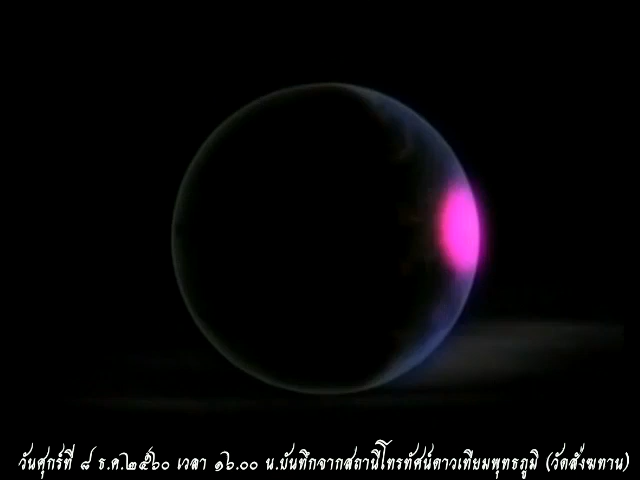 วันศุกร์ที่ ๘ ธ.ค.๒๕๖๐ เวลา ๑๖.๐๐ น.บันทึกจากสถานีโทรทัศน์ดาวเทียมพุทธภูมิ (วัดสังฆทาน)